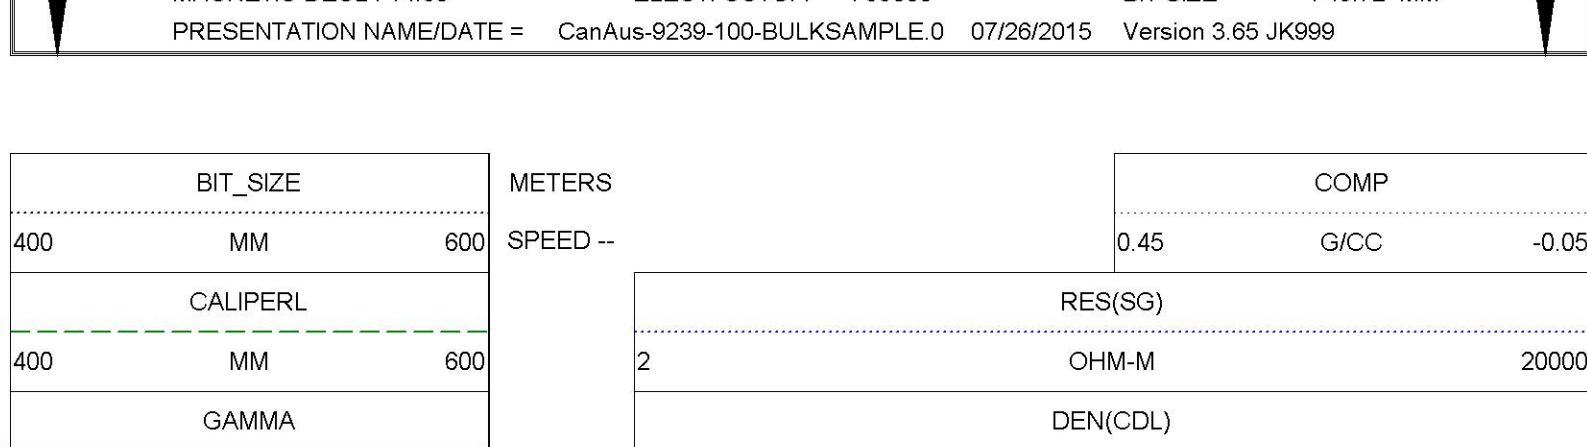 PRESENTATION NAME/DATE = CanAus-9239-100-BULKSAMPLE.0 07/26/2015 Version 3.65 JK999
BIT_SIZE METERS COMP
400 MM 600 SPEED -- 0.45 G/CC -0.05
CALIPERL RES(SG)
400 MM 600 2 OHM-M 20000
GAMMA DEN(CDL)